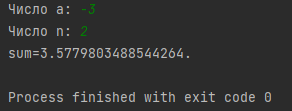 Число a: -3
Число n: 2
sum=3.5779803488544264.
Process finished with exit code 0